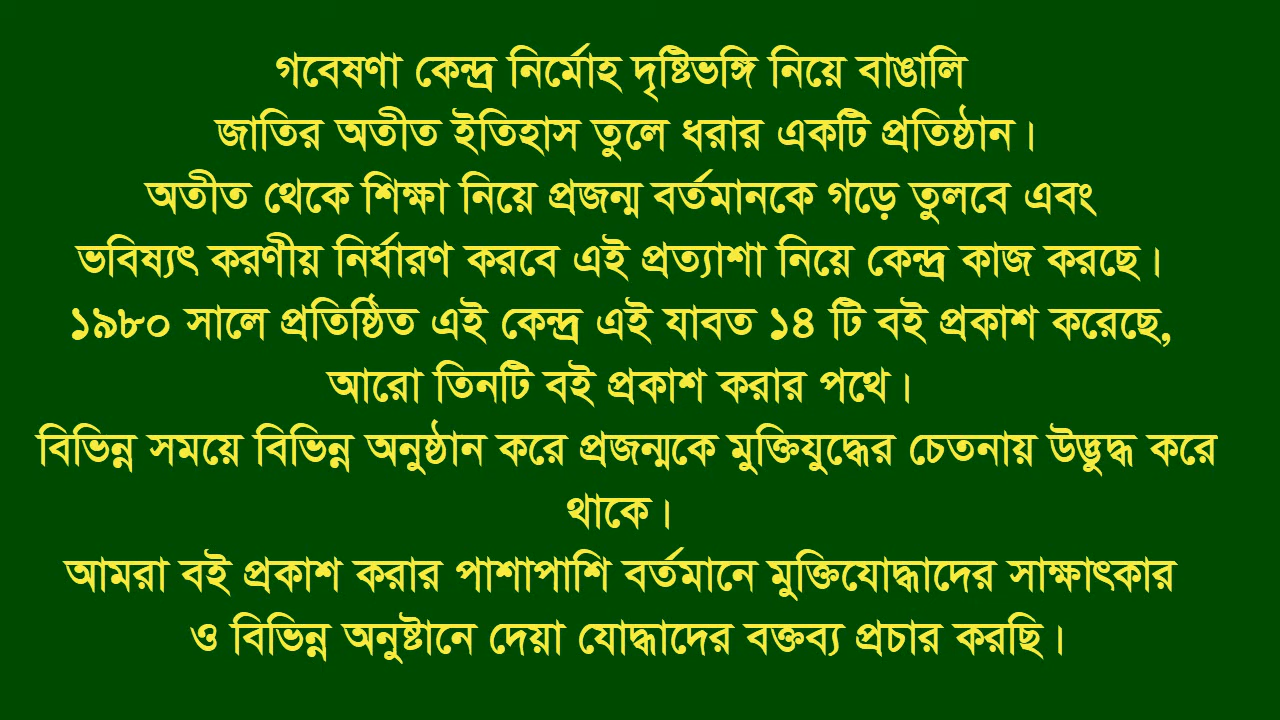 গবেষণা কেন্দ্র নির্মোহ দৃষ্টিভঙ্গি নিয়ে বাঙালি
জাতির অতীত ইতিহাস তুলে ধরার একটি প্রতিষ্ঠান।
অতীত থেকে শিক্ষা নিয়ে প্রজন্ম বর্তমানকে গড়ে তুলবে এবং
ভবিষ্যৎ করণীয় নির্ধারণ করবে এই প্রত্যাশা নিয়ে কেন্দ্র কাজ করছে।
১৯৮০ সালে প্রতিষ্ঠিত এই কেন্দ্র এই যাবত ১৪ টি বই প্রকাশ করেছে,
আরো তিনটি বই প্রকাশ করার পথে।
বিভিন্ন সময়ে বিভিন্ন অনুষ্ঠান করে প্রজন্মকে মুক্তিযুদ্ধের চেতনায় উদ্ভুদ্ধ করে
থাকে।
আমরা বই প্রকাশ করার পাশাপাশি বর্তমানে মুক্তিযোদ্ধাদের সাক্ষাৎকার
ও বিভিন্ন অনুষ্টানে দেয়া যোদ্ধাদের বক্তব্য প্রচার করছি।